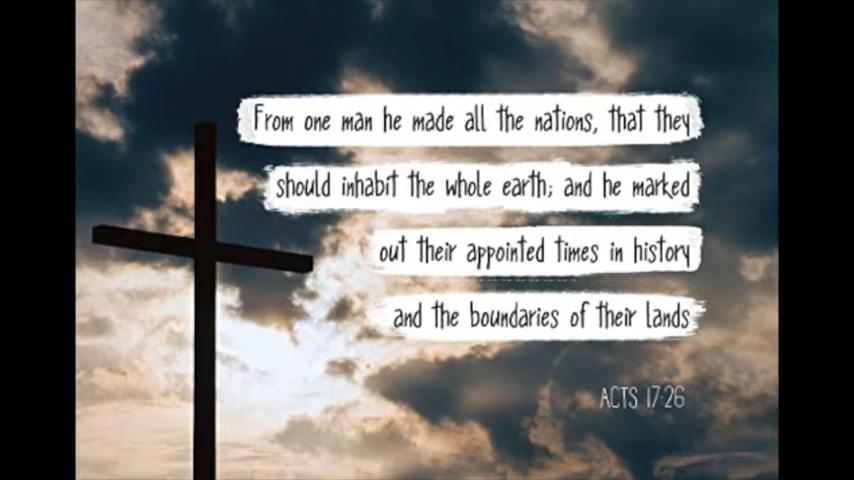 From one man he made all the nations, that they
should inhabit the whole earth; and he marked
out their appointed times in history
and the boundaries of their lands
ACTS 17:26